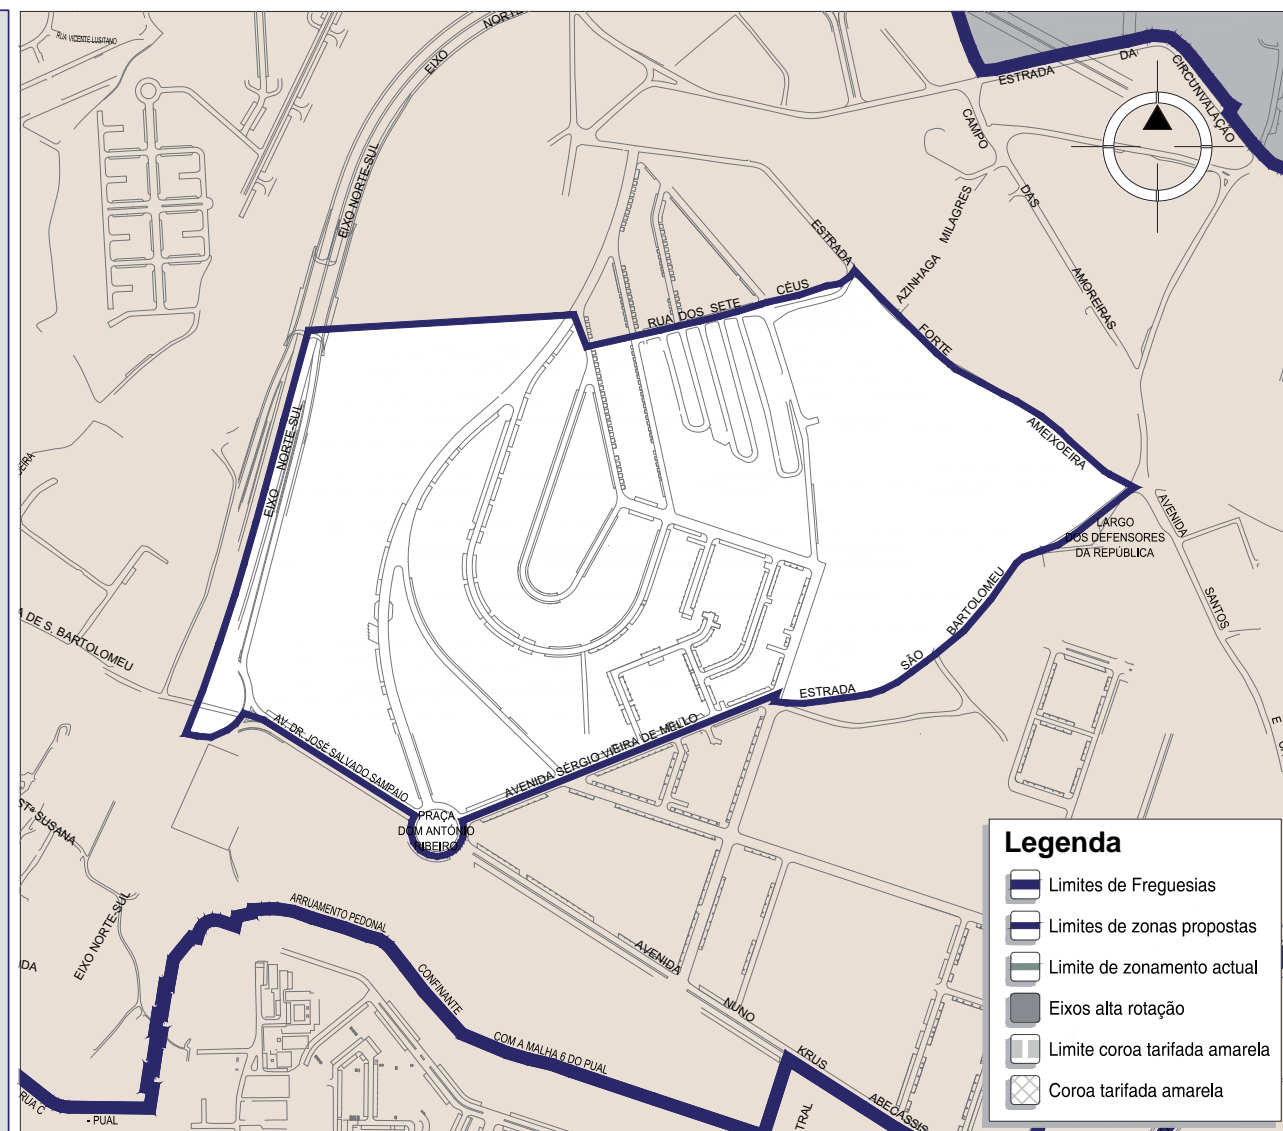 RUA VICENTE LUSITANO
EIXO NORTE
ESTRADA DA CIRCUNVALAÇÃO
EIXO NORTE-SUL
CAMPO DAS AMOREIRAS
AZINHAGA MILAGRES
ESTRADA FORTE AMEIXOEIRA
RUA DOS SETE CÉUS
EIXO NORTE-SUL
LARGO
DOS DEFENSORES
DA REPÚBLICA
AVENIDA SANTOS E
ESTRADA SÃO BARTOLOMEU
A DE S. BARTOLOMEU
AV. DR. JOSÉ SALVADO SAMPAIO
AVENIDA SÉRGIO VIEIRA DE MELLO
PRAÇA
DOM ANTÓNIO
RIBEIRO
STª SUSANA
EIXO NORTE-SUL
IDA
ARRUAMENTO PEDONAL CONFINANTE COM A MALHA 6 DO PUAL
AVENIDA NUNO KRUS ABECASSIS
RUA C
- PUAL
TRAL
Legenda
Limites de Freguesias
Limites de zonas propostas
Limite de zonamento actual
Eixos alta rotação
Limite coroa tarifada amarela
Coroa tarifada amarela